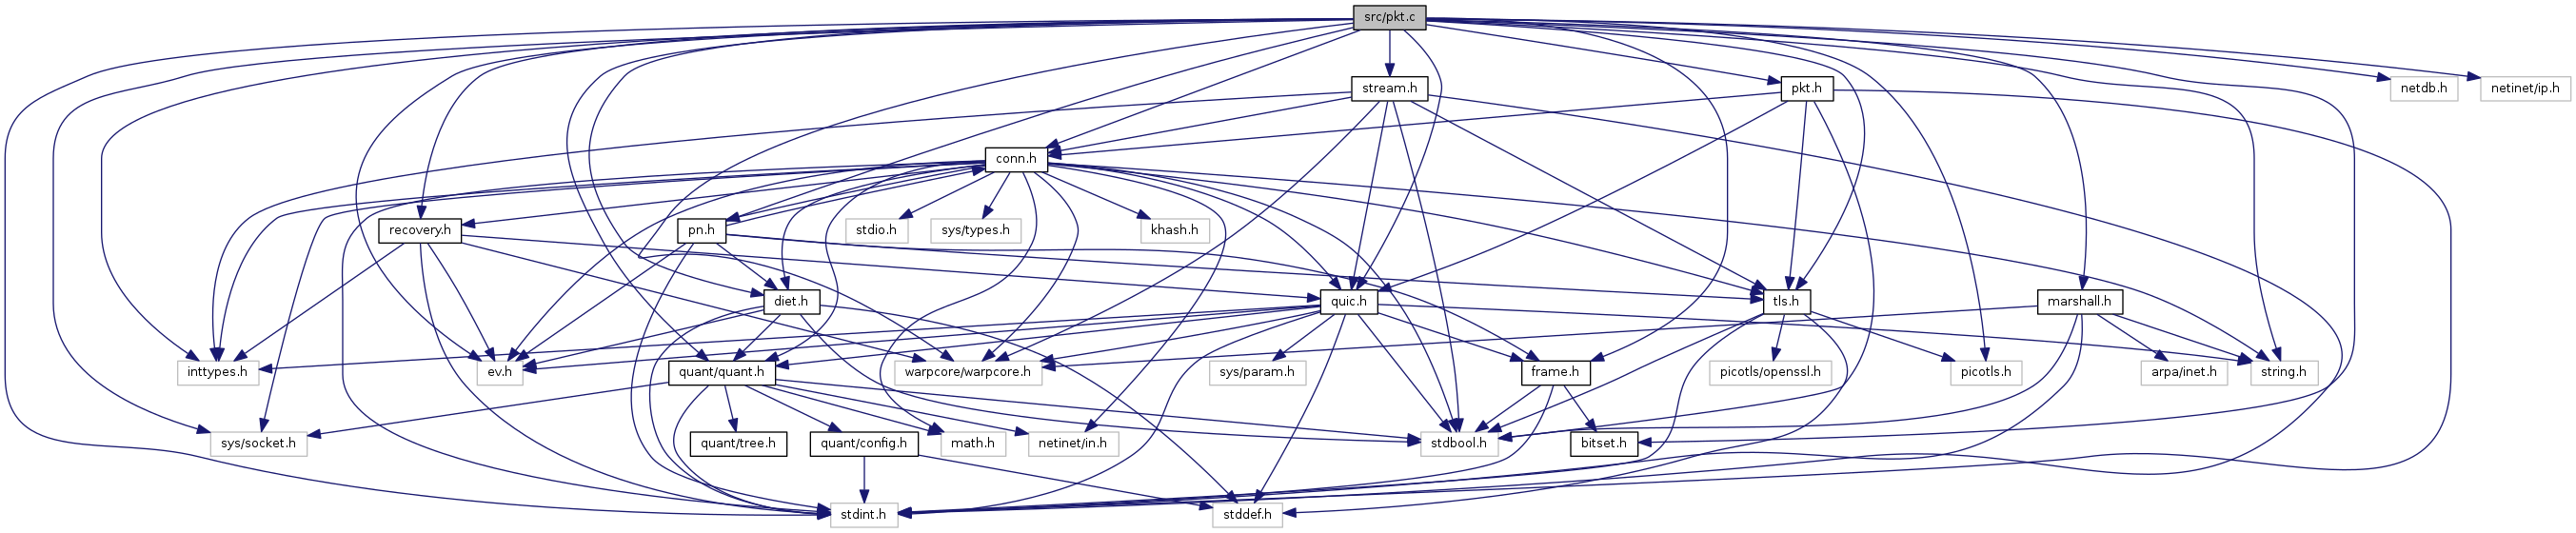 src/pkt.c
stream.h
pkt.h
netdb.h
netinet/ip.h
conn.h
recovery.h
pn.h
stdio.h
sys/types.h
khash.h
diet.h
quic.h
tls.h
marshall.h
inttypes.h
ev.h
quant/quant.h
warpcore/warpcore.h
sys/param.h
frame.h
picotls/openssl.h
picotls.h
arpa/inet.h
string.h
sys/socket.h
quant/tree.h
quant/config.h
math.h
netinet/in.h
stdbool.h
bitset.h
stdint.h
stddef.h